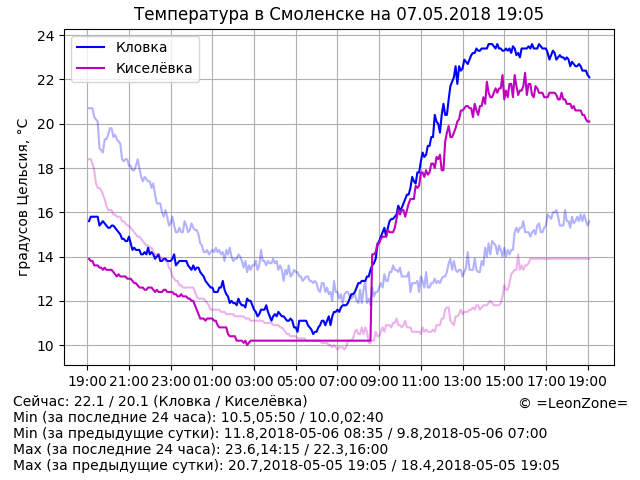 Температура в Смоленске на 07.05.2018 19:05
24
22
20
18
16
14
12
10
градусов Цельсия, °C
Кловка
Киселёвка
19:00 21:00 23:00 01:00 03:00 05:00 07:00 09:00 11:00 13:00 15:00 17:00 19:00
Сейчас: 22.1 / 20.1 (Кловка / Киселёвка)
© =LeonZone=
Min (за последние 24 часа): 10.5,05:50 / 10.0,02:40
Min (за предыдущие сутки): 11.8,2018-05-06 08:35 / 9.8,2018-05-06 07:00
Max (за последние 24 часа): 23.6,14:15 / 22.3,16:00
Max (за предыдущие сутки): 20.7,2018-05-05 19:05 / 18.4,2018-05-05 19:05